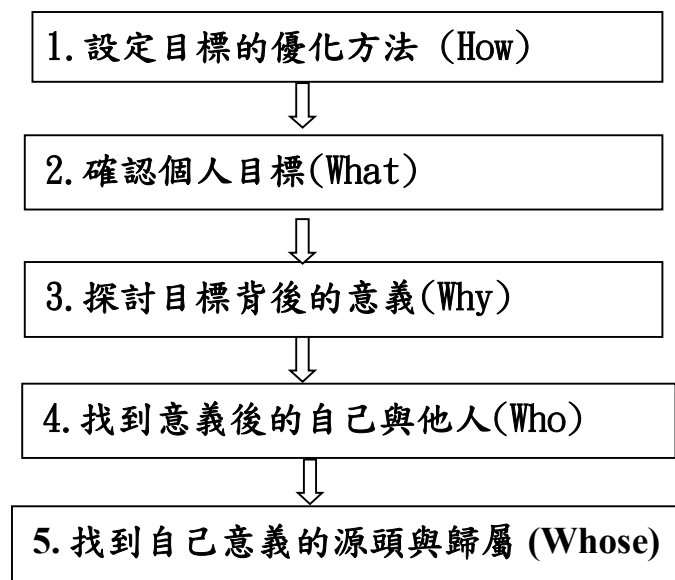 1.設定目標的優化方法 (How)
2.確認個人目標(What)
3.探討目標背後的意義(Why)
4.找到意義後的自己與他人(Who)
5.找到自己意義的源頭與歸屬 (Whose)